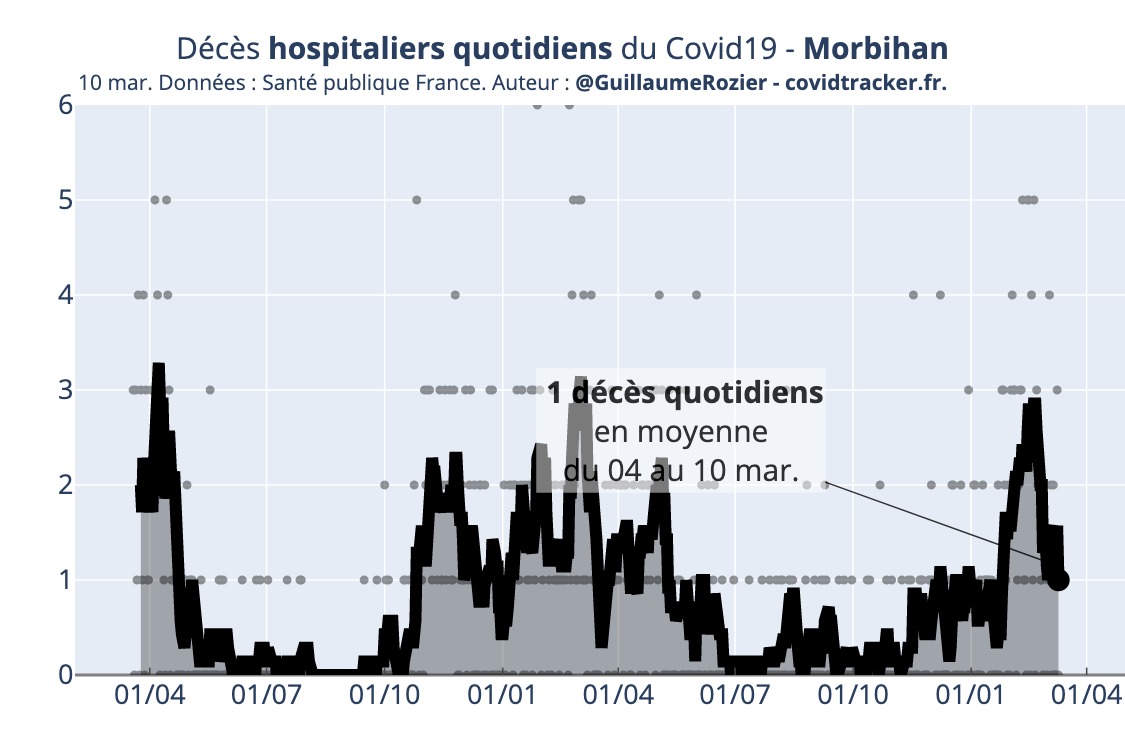 Décès hospitaliers quotidiens du Covid19 - Morbihan
10 mar. Données : Santé publique France. Auteur : @GuillaumeRozier - covidtracker.fr.
6
5
4
3
2
1
0
1 décès quotidiens
en moyenne
du 04 au 10 mar.
01/04 01/07 01/10 01/01 01/04 01/07 01/10 01/01 01/04